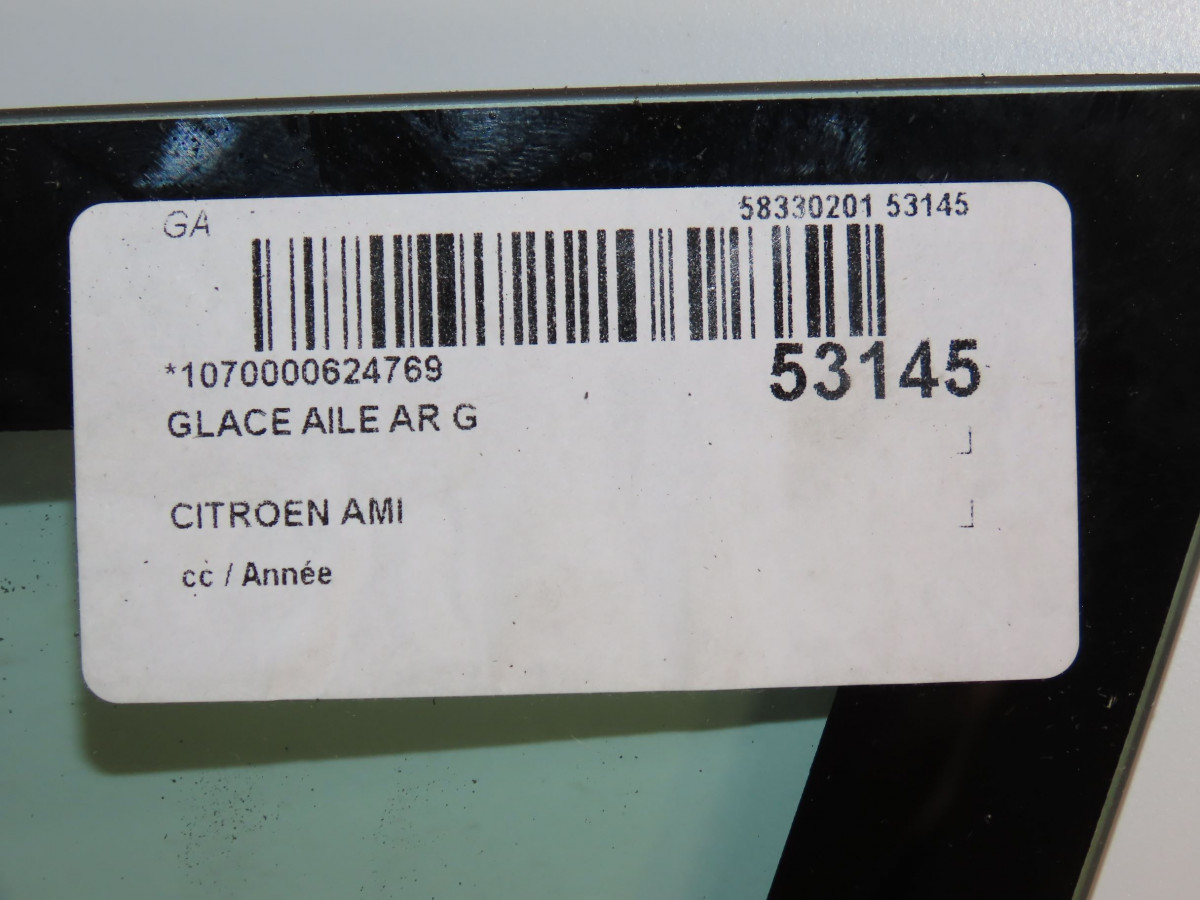 GA
58330201 53145
*1070000624769
53145
GLACE AILE AR G
CITROEN AMI
cc / Année